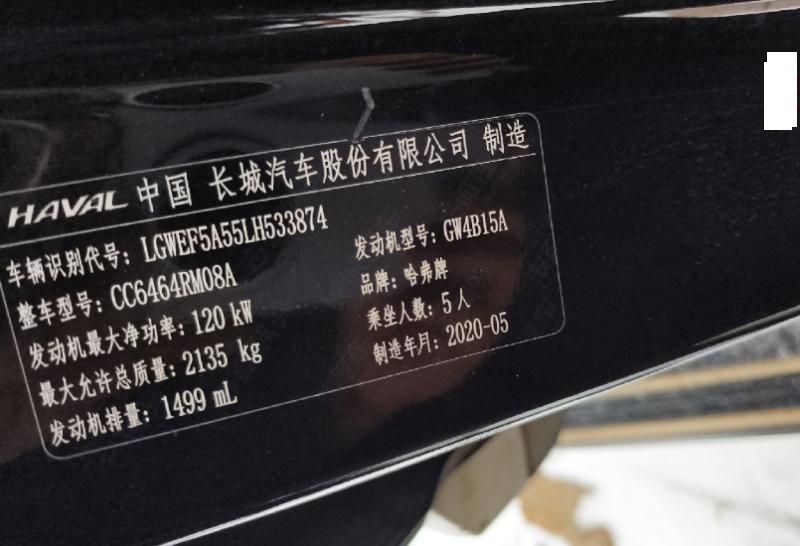 HAVAL 中国 长城汽车股份有限公司 制造
车辆识别代号：LGWEF5A55LH533874
整车型号：CC6464RM08A 发动机型号：GW4B15A
发动机最大净功率：120 kW 品牌：哈弗牌
最大允许总质量：2135 kg 乘坐人数：5 人
发动机排量：1499 mL 制造年月：2020-05